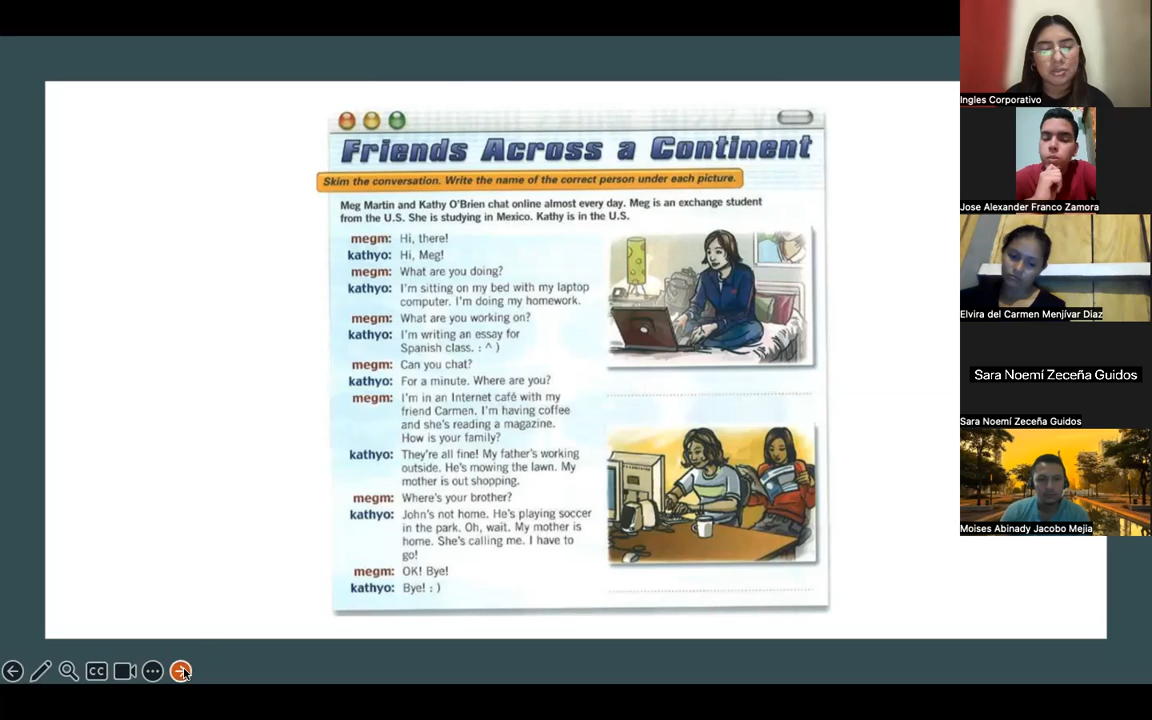 Friends Across a Continent
Skim the conversation. Write the name of the correct person under each picture.
Meg Martin and Kathy O'Brien chat online almost every day. Meg is an exchange student
from the U.S. She is studying in Mexico. Kathy is in the U.S.
megm: Hi, there!
kathyo: Hi, Meg!
megm: What are you doing?
kathyo: I'm sitting on my bed with my laptop
computer. I'm doing my homework.
megm: What are you working on?
kathyo: I'm writing an essay for
Spanish class. : ^ )
megm: Can you chat?
kathyo: For a minute. Where are you?
megm: I'm in an Internet café with my
friend Carmen. I'm having coffee
and she's reading a magazine.
How is your family?
kathyo: They're all fine! My father's working
outside. He's mowing the lawn. My
mother is out shopping.
megm: Where's your brother?
kathyo: John's not home. He's playing soccer
in the park. Oh, wait. My mother is
home. She's calling me. I have to
go!
megm: OK! Bye!
kathyo: Bye! : )
CC
Ingles Corporativo
Jose Alexander Franco Zamora
Elvira del Carmen Menjívar Diaz
Sara Noemí Zeceña Guidos
Sara Noemí Zeceña Guidos
Moises Abinady Jacobo Mejia